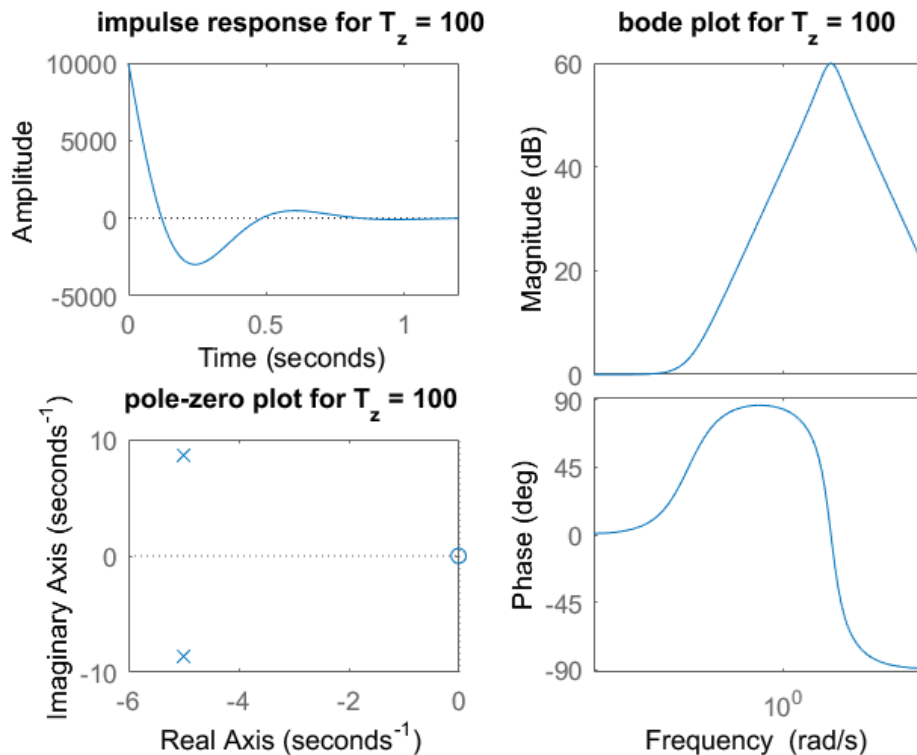 impulse response for T_z = 100
10000
5000
0
-5000
Amplitude
0
0.5
1
Time (seconds)
bode plot for T_z = 100
60
40
20
0
Magnitude (dB)
90
45
0
-45
-90
Phase (deg)
10^0
Frequency (rad/s)
pole-zero plot for T_z = 100
10
0
-10
Imaginary Axis (seconds^-1)
-6
-4
-2
0
Real Axis (seconds^-1)